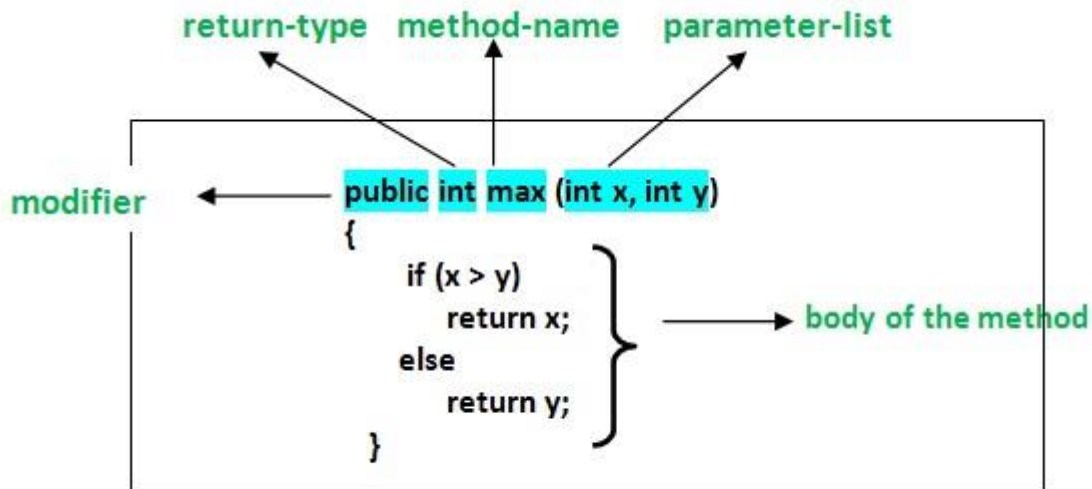 return-type method-name parameter-list
modifier
public int max (int x, int y)
{
if (x > y)
return x;
body of the method
else
return y;
}